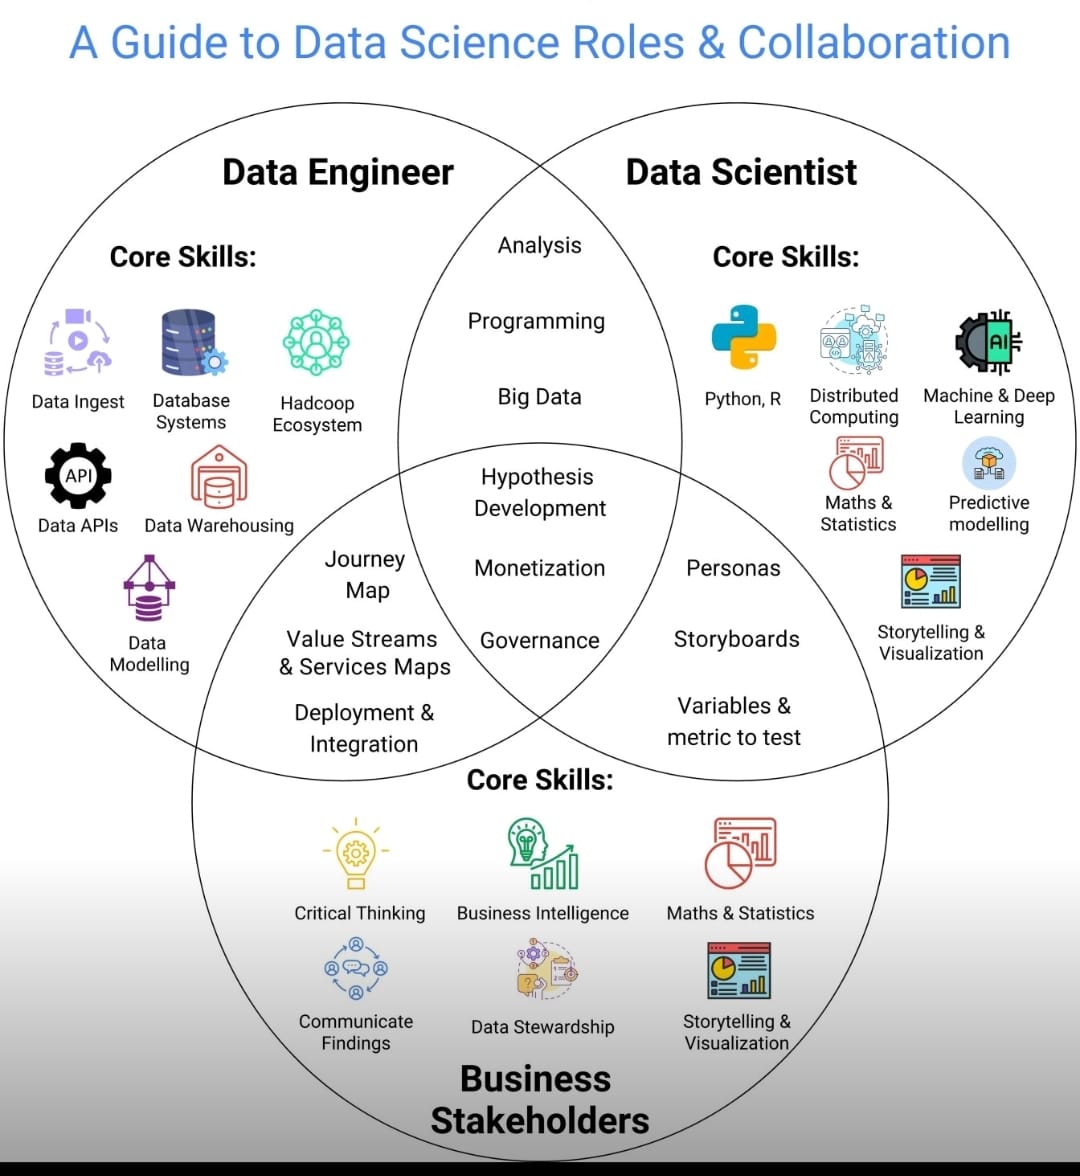 A Guide to Data Science Roles & Collaboration
Data Engineer
Core Skills:
Data Ingest
Database
Systems
Hadcoop
Ecosystem
API
Data APIs
Data Warehousing
Data
Modelling
Analysis
Programming
Big Data
Data Scientist
Core Skills:
Python, R
Distributed
Computing
AI
Machine & Deep
Learning
Maths &
Statistics
Predictive
modelling
Storytelling &
Visualization
Hypothesis
Development
Monetization
Governance
Journey
Map
Value Streams
& Services Maps
Deployment &
Integration
Personas
Storyboards
Variables &
metric to test
Core Skills:
Critical Thinking
Business Intelligence
Maths & Statistics
Communicate
Findings
Data Stewardship
Storytelling &
Visualization
Business
Stakeholders